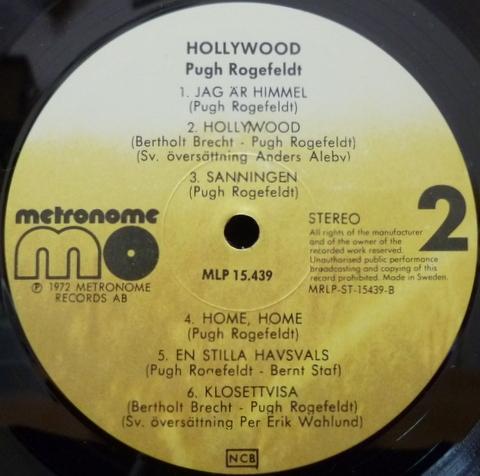 HOLLYWOOD
Pugh Rogefeldt
1. JAG ÄR HIMMEL
(Pugh Rogefeldt)
2. HOLLYWOOD
(Bertholt Brecht - Pugh Rogefeldt)
(Sv. översättning Anders Aleby)
3. SANNINGEN
(Pugh Rogefeldt)
metronome
mo
℗ 1972 METRONOME
RECORDS AB
MLP 15.439
STEREO
2
All rights of the manufacturer
and of the owner of the
recorded work reserved.
Unauthorised public performance
broadcasting and copying of this
record prohibited. Made in Sweden.
MRLP-ST-15439-B
4. HOME, HOME
(Pugh Rogefeldt)
5. EN STILLA HAVSVALS
(Pugh Rogefeldt - Bernt Staf)
6. KLOSETTVISA
(Bertholt Brecht - Pugh Rogefeldt)
(Sv. översättning Per Erik Wahlund)
NCB